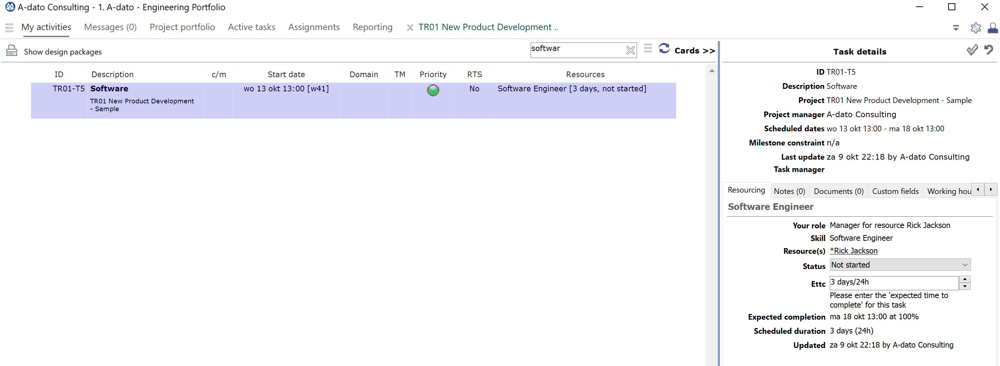 A-dato Consulting - 1. A-dato - Engineering Portfolio
My activities Messages (0) Project portfolio Active tasks Assignments Reporting TR01 New Product Development ..
Show design packages softwar Cards >>
ID Description c/m Start date Domain TM Priority RTS Resources
TR01-T5 Software wo 13 okt 13:00 [w41] No Software Engineer [3 days, not started]
TR01 New Product Development
- Sample
Task details
ID TR01-T5
Description Software
Project TR01 New Product Development - Sample
Project manager A-dato Consulting
Scheduled dates wo 13 okt 13:00 - ma 18 okt 13:00
Milestone constraint n/a
Last update za 9 okt 22:18 by A-dato Consulting
Task manager
Resourcing Notes (0) Documents (0) Custom fields Working hou
Software Engineer
Your role Manager for resource Rick Jackson
Skill Software Engineer
Resource(s) *Rick Jackson
Status Not started
Ettc 3 days/24h
Please enter the 'expected time to
complete' for this task
Expected completion ma 18 okt 13:00 at 100%
Scheduled duration 3 days (24h)
Updated za 9 okt 22:18 by A-dato Consulting